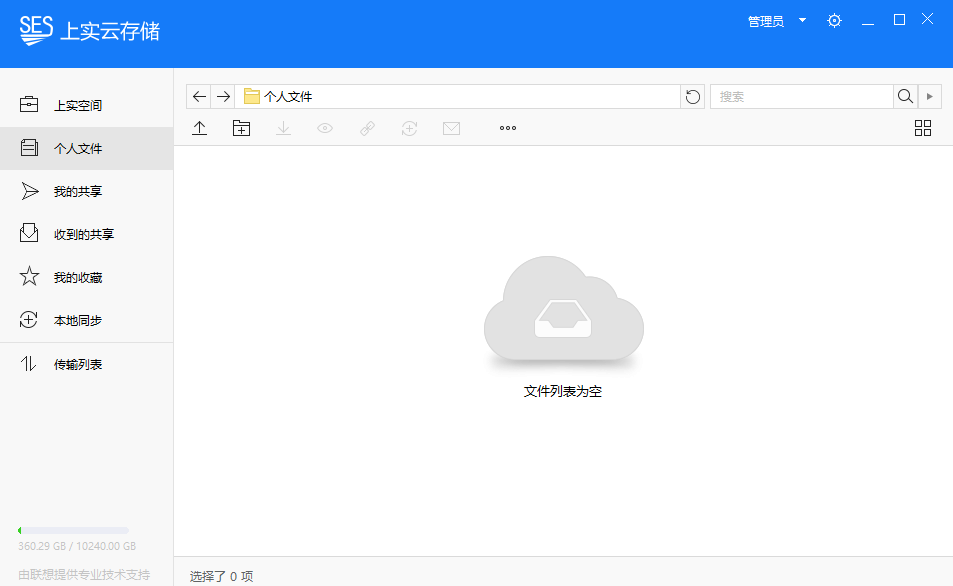 SES 上实云存储
管理员
上实空间
个人文件
我的共享
收到的共享
我的收藏
本地同步
传输列表
360.29 GB / 10240.00 GB
由联想提供专业技术支持
个人文件
搜索
文件列表为空
选择了 0 项